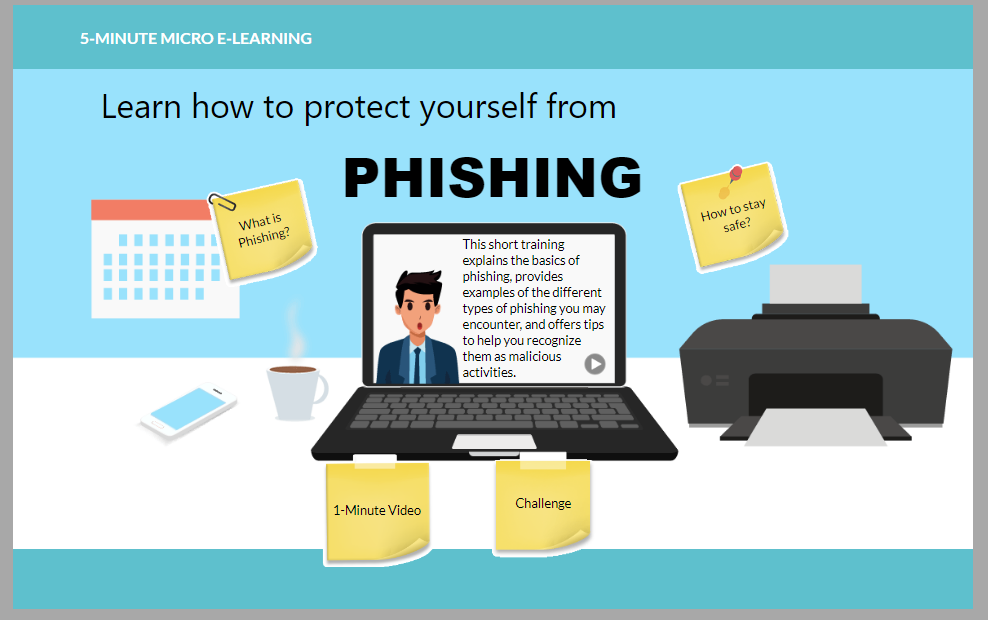 5-MINUTE MICRO E-LEARNING
Learn how to protect yourself from
PHISHING
What is
Phishing?
How to stay
safe?
This short training
explains the basics of
phishing, provides
examples of the different
types of phishing you may
encounter, and offers tips
to help you recognize
them as malicious
activities.
1-Minute Video
Challenge